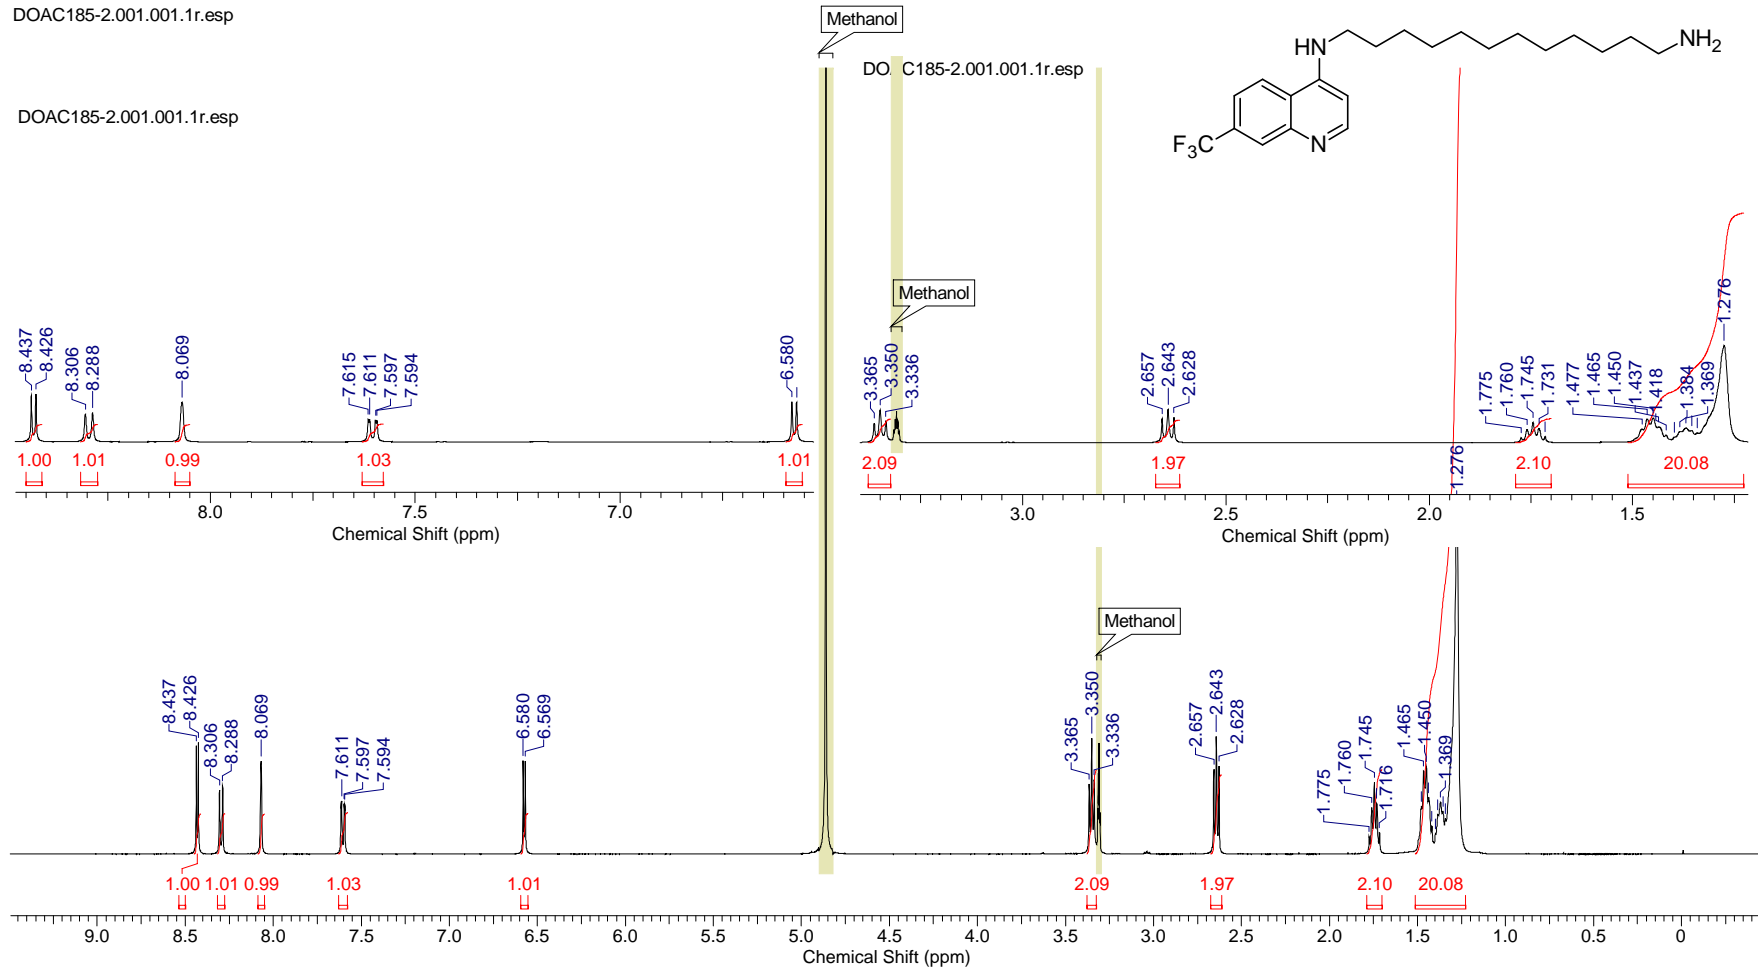 DOAC185-2.001.001.1r.esp
Methanol
DOAC185-2.001.001.1r.esp
DOAC185-2.001.001.1r.esp
HN
NH2
F3C
N
Methanol
8.437
8.426
8.306
8.288
8.069
7.615
7.611
7.597
7.594
6.580
3.365
3.350
3.336
2.657
2.643
2.628
1.775
1.760
1.745
1.731
1.477
1.465
1.450
1.437
1.418
1.384
1.369
1.276
1.00 1.01 0.99 1.03 1.01
2.09 1.97 2.10 20.08
1.276
8.0 7.5 7.0
Chemical Shift (ppm)
3.0 2.5 2.0 1.5
Chemical Shift (ppm)
Methanol
8.437
8.426
8.306
8.288
8.069
7.611
7.597
7.594
6.580
6.569
3.365
3.350
3.336
2.657
2.643
2.628
1.775
1.760
1.745
1.716
1.465
1.450
1.369
1.00 1.01 0.99 1.03 1.01 2.09 1.97 2.10 20.08
9.0 8.5 8.0 7.5 7.0 6.5 6.0 5.5 5.0 4.5 4.0 3.5 3.0 2.5 2.0 1.5 1.0 0.5 0
Chemical Shift (ppm)